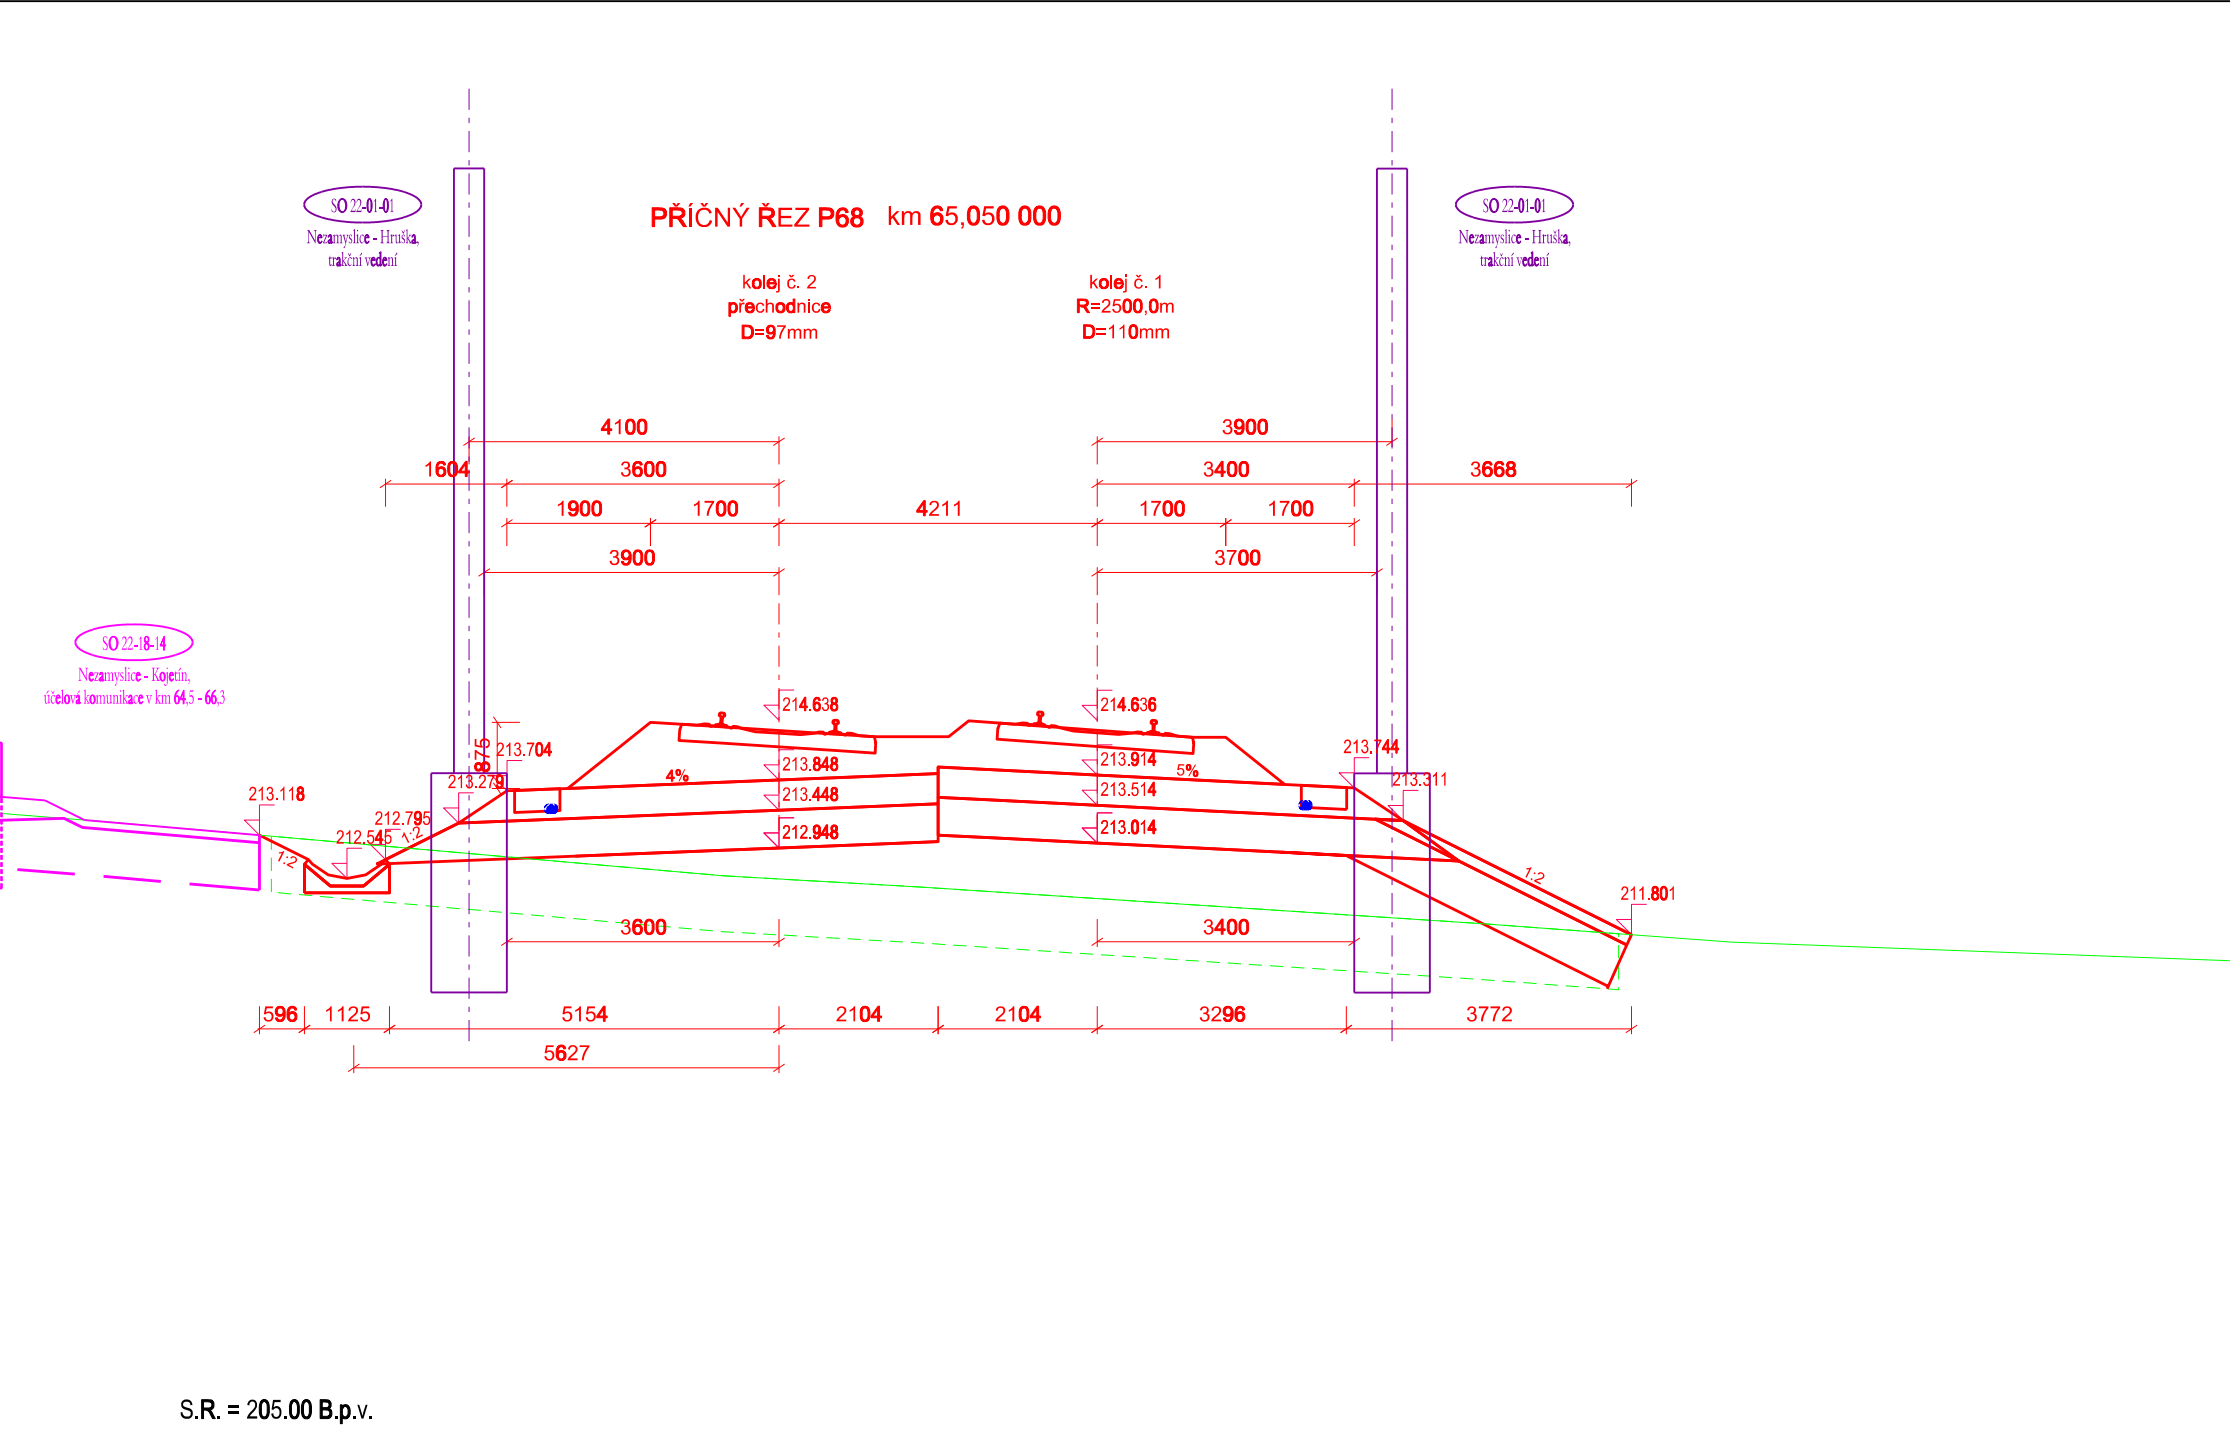 SO 22-01-01
Nezamyslice - Hruška,
trakční vedení
PŘÍČNÝ ŘEZ P68 km 65,050 000
SO 22-01-01
Nezamyslice - Hruška,
trakční vedení
kolej č. 2
přechodnice
D=97mm
kolej č. 1
R=2500,0m
D=110mm
4100
3900
1604
3600
3400
3668
1900
1700
4211
1700
1700
3900
3700
SO 22-18-14
Nezamyslice - Kojetín,
účelová komunikace v km 64,5 - 66,3
214.638
214.636
875
213.704
213.744
213.848
213.914
4%
5%
213.279
213.311
213.118
213.448
213.514
212.795
212.545
1:2
1:2
212.948
213.014
1:2
211.801
3600
3400
596
1125
5154
2104
2104
3296
3772
5627
S.R. = 205.00 B.p.v.